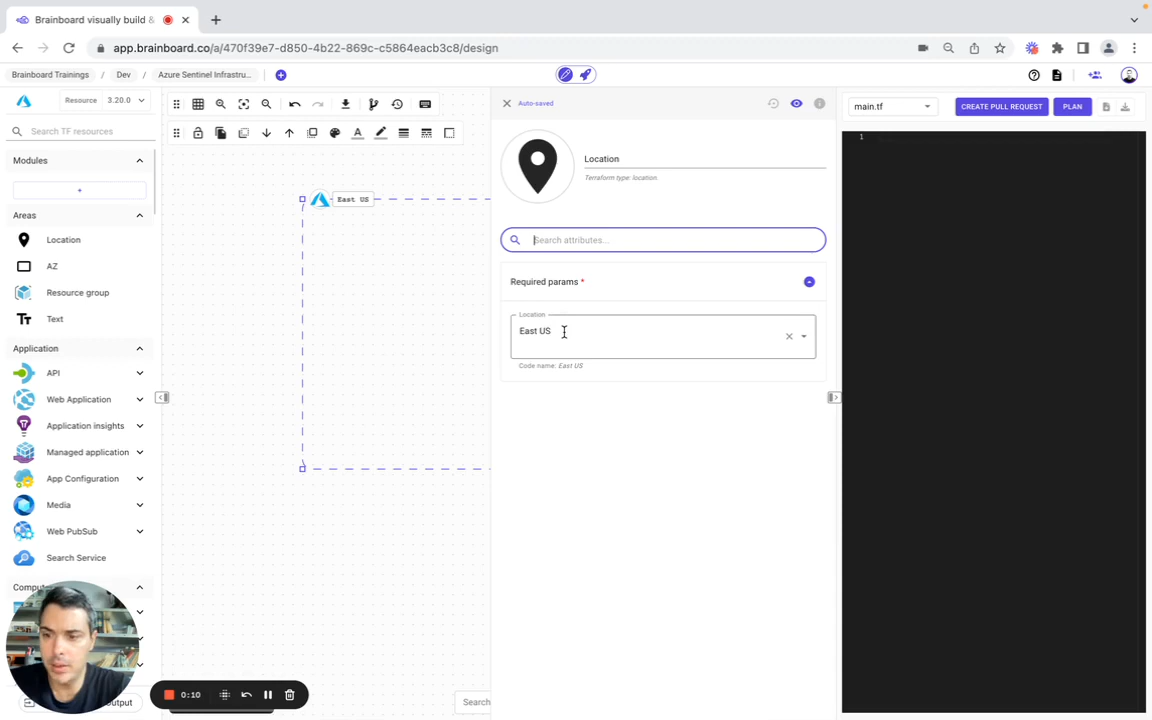 Brainboard visually build &
app.brainboard.co/a/470f39e7-d850-4b22-869c-c5864eacb3c8/design
Brainboard Trainings
Dev
Azure Sentinel Infrastru...
Resource 3.20.0
Search TF resources
Modules
+
Areas
Location
AZ
Resource group
Text
Application
API
Web Application
Application insights
Managed application
App Configuration
Media
Web PubSub
Search Service
Compu
output
0:10
East US
Search
Auto-saved
Location
Terraform type: location
Search attributes...
Required params *
Location
East US
Code name: East US
main.tf
CREATE PULL REQUEST
PLAN
1